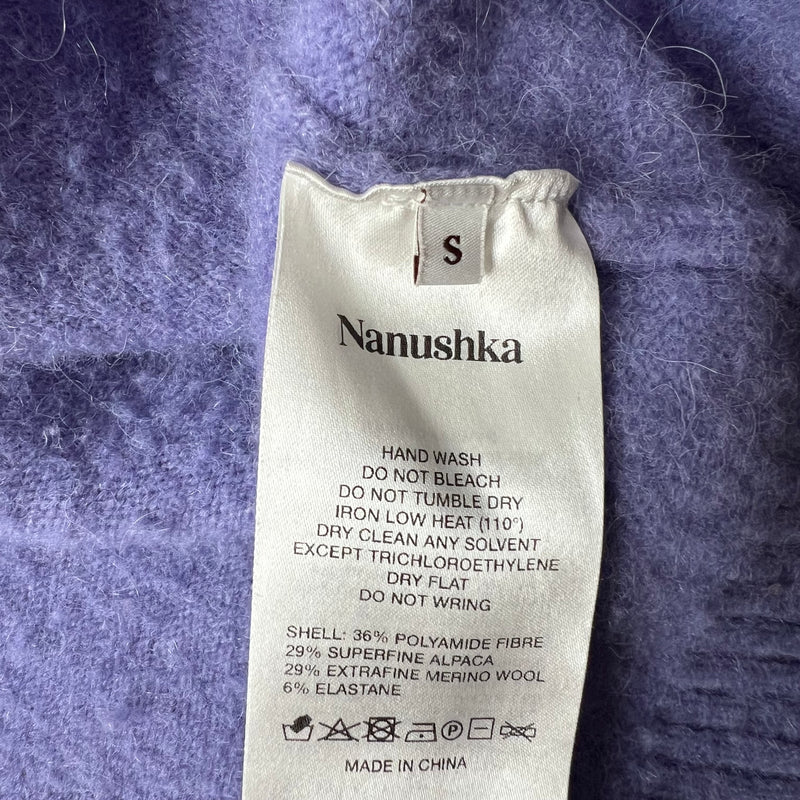 S
Nanushka
HAND WASH
DO NOT BLEACH
DO NOT TUMBLE DRY
IRON LOW HEAT (110°)
DRY CLEAN ANY SOLVENT
EXCEPT TRICHLOROETHYLENE
DRY FLAT
DO NOT WRING
SHELL: 36% POLYAMIDE FIBRE
29% SUPERFINE ALPACA
29% EXTRAFINE MERINO WOOL
6% ELASTANE
P
MADE IN CHINA